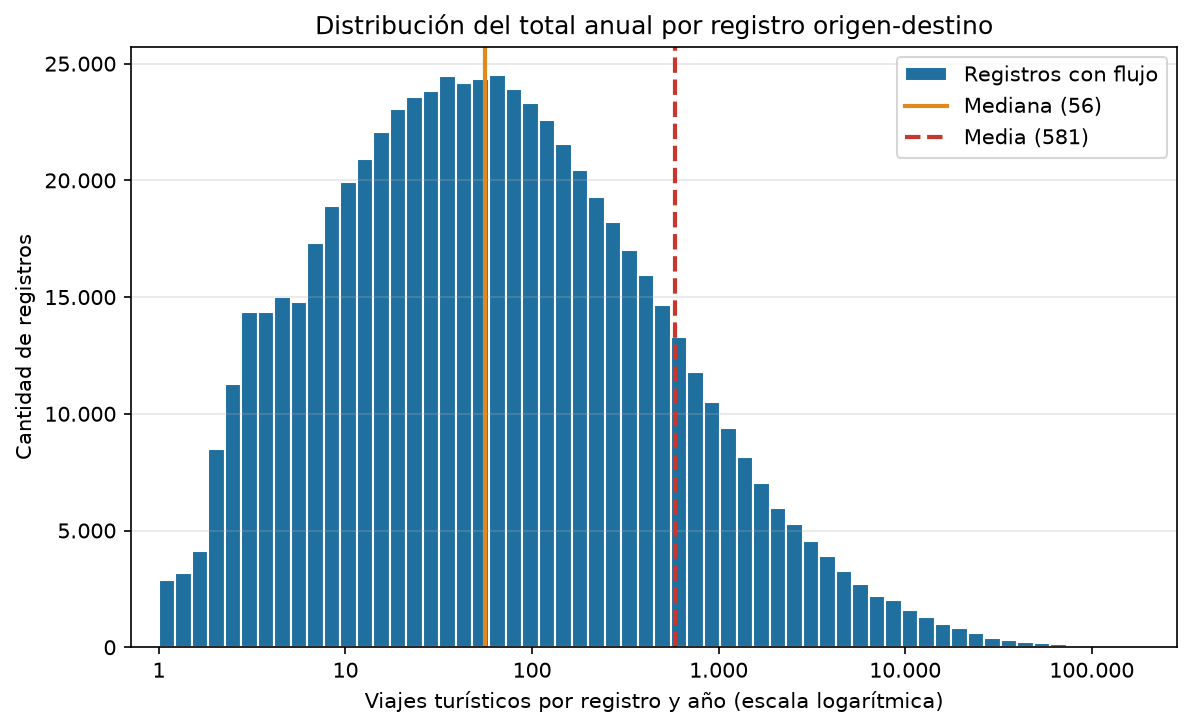 Distribución del total anual por registro origen-destino
Registros con flujo
Mediana (56)
Media (581)
Cantidad de registros
25.000
20.000
15.000
10.000
5.000
0
1
10
100
1.000
10.000
100.000
Viajes turísticos por registro y año (escala logarítmica)